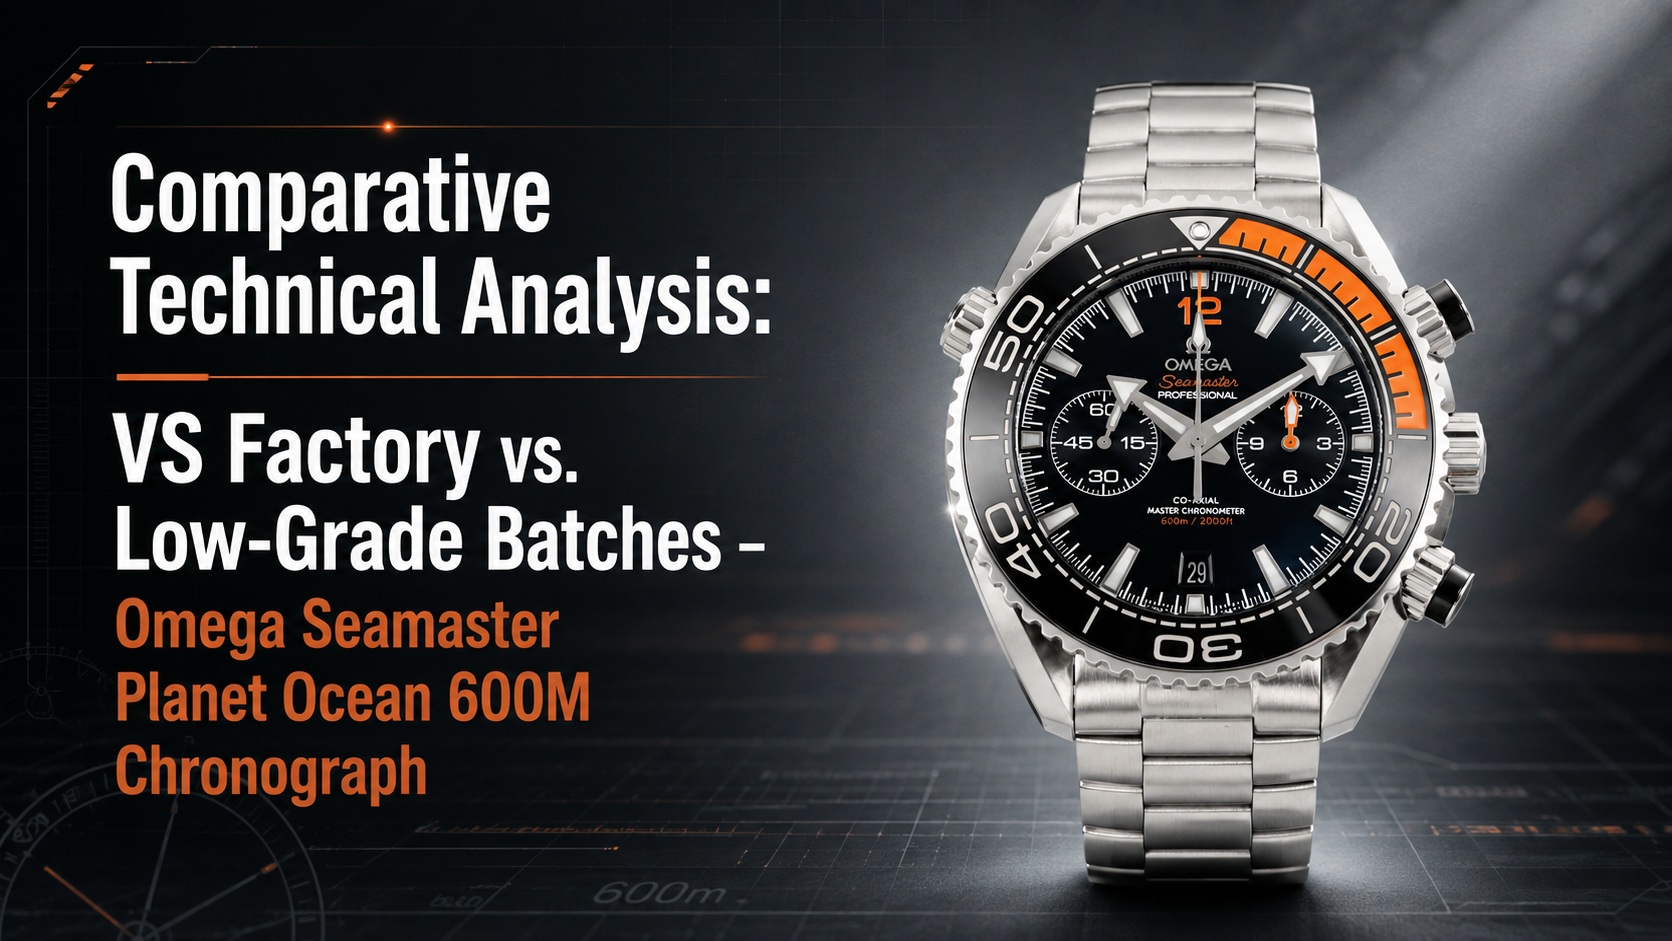 Comparative
Technical Analysis:
VS Factory vs.
Low-Grade Batches –
Omega Seamaster
Planet Ocean 600M
Chronograph
12
OMEGA
Seamaster
PROFESSIONAL
60
45 15
30
12
9 3
6
CO-AXIAL
MASTER CHRONOMETER
600m / 2000ft
29
50
40
30
20
600m